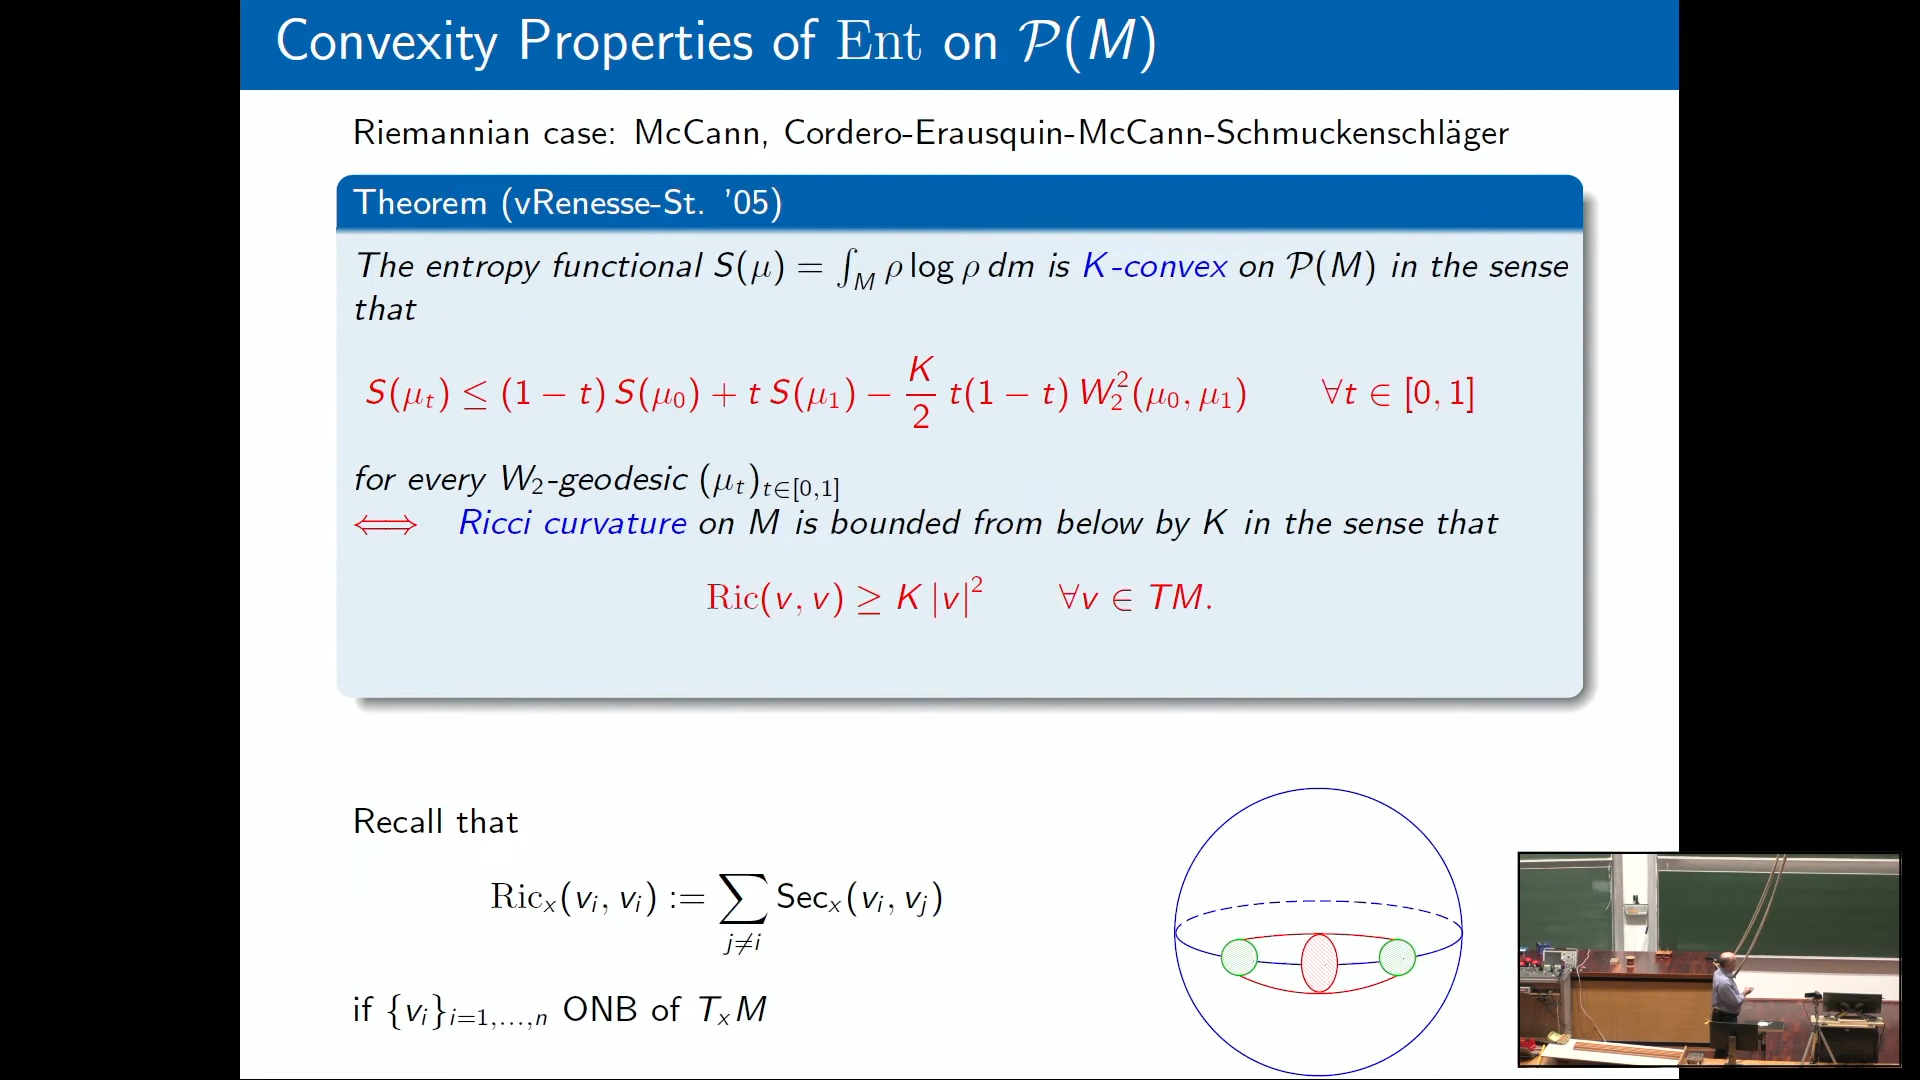 Convexity Properties of Ent on 𝒫(M)
Riemannian case: McCann, Cordero-Erausquin-McCann-Schmuckenschläger
Theorem (vRenesse-St. '05)
The entropy functional S(μ) = ∫_M ρ log ρ dm is K-convex on 𝒫(M) in the sense
that
S(μ_t) ≤ (1 − t) S(μ_0) + t S(μ_1) − K/2 t(1 − t) W_2^2(μ_0, μ_1) ∀t ∈ [0, 1]
for every W_2-geodesic (μ_t)_{t∈[0,1]}
⟺ Ricci curvature on M is bounded from below by K in the sense that
Ric(v, v) ≥ K |v|^2 ∀v ∈ TM.
Recall that
Ric_x(v_i, v_i) := ∑_{j≠i} Sec_x(v_i, v_j)
if {v_i}_{i=1,...,n} ONB of T_xM